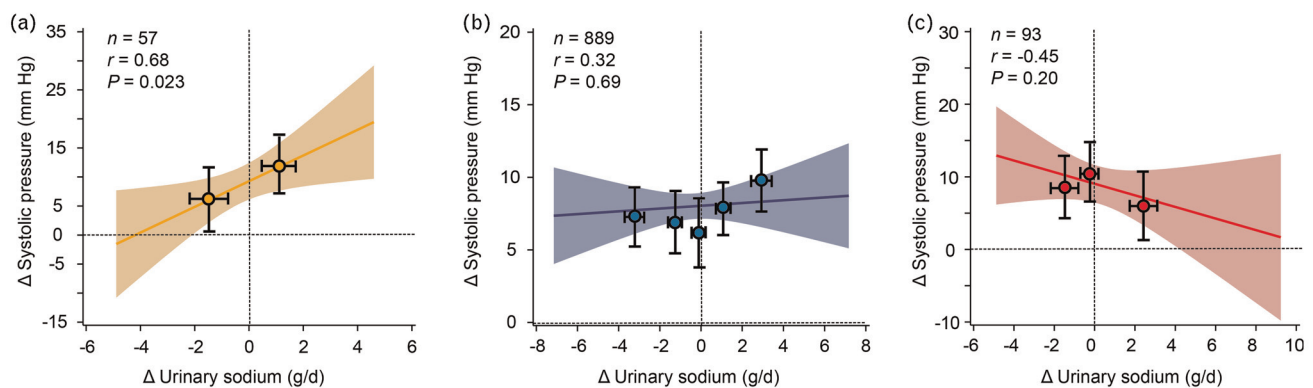 (a)
n = 57
r = 0.68
P = 0.023
35
25
15
5
0
-5
-15
Δ Systolic pressure (mm Hg)
-6 -4 -2 0 2 4 6
Δ Urinary sodium (g/d)
(b)
n = 889
r = 0.32
P = 0.69
20
15
10
5
0
Δ Systolic pressure (mm Hg)
-8 -6 -4 -2 0 2 4 6 8
Δ Urinary sodium (g/d)
(c)
n = 93
r = -0.45
P = 0.20
30
20
10
0
-10
Δ Systolic pressure (mm Hg)
-6 -4 -2 0 2 4 6 8 10
Δ Urinary sodium (g/d)